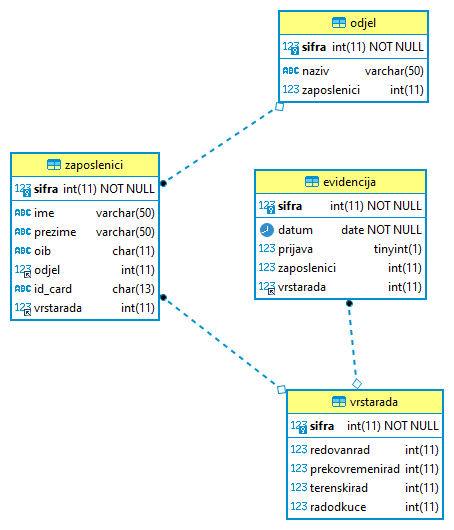 odjel
123 sifra int(11) NOT NULL
ABC naziv varchar(50)
123 zaposlenici int(11)
zaposlenici
123 sifra int(11) NOT NULL
ABC ime varchar(50)
ABC prezime varchar(50)
ABC oib char(11)
123 odjel int(11)
ABC id_card char(13)
123 vrstarada int(11)
evidencija
123 sifra int(11) NOT NULL
datum date NOT NULL
123 prijava tinyint(1)
123 zaposlenici int(11)
123 vrstarada int(11)
vrstarada
123 sifra int(11) NOT NULL
123 redovanrad int(11)
123 prekovremenirad int(11)
123 terenskirad int(11)
123 radodkuce int(11)